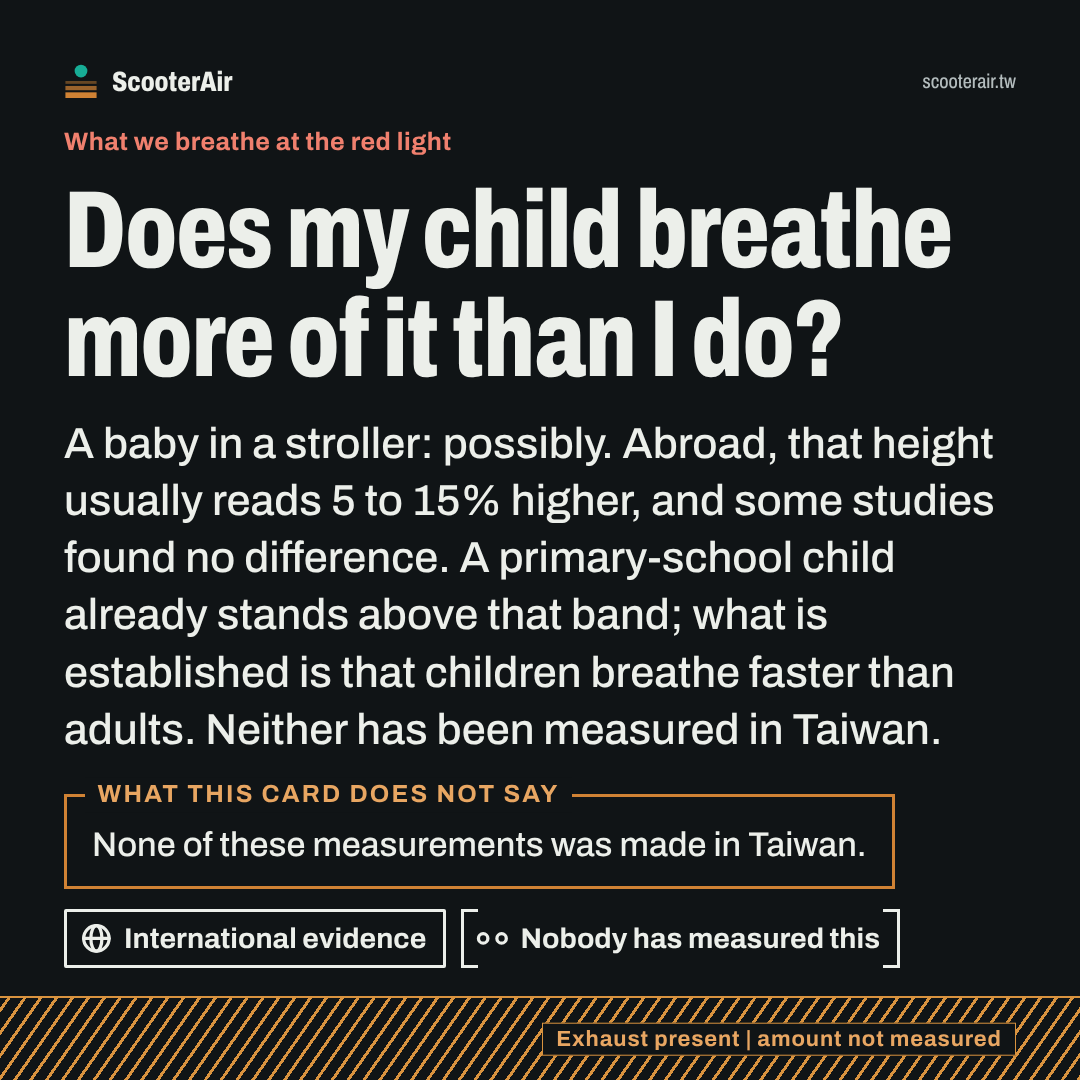 ScooterAir
scooterair.tw
What we breathe at the red light
Does my child breathe
more of it than I do?
A baby in a stroller: possibly. Abroad, that height
usually reads 5 to 15% higher, and some studies
found no difference. A primary-school child
already stands above that band; what is
established is that children breathe faster than
adults. Neither has been measured in Taiwan.
WHAT THIS CARD DOES NOT SAY
None of these measurements was made in Taiwan.
International evidence
Nobody has measured this
Exhaust present | amount not measured